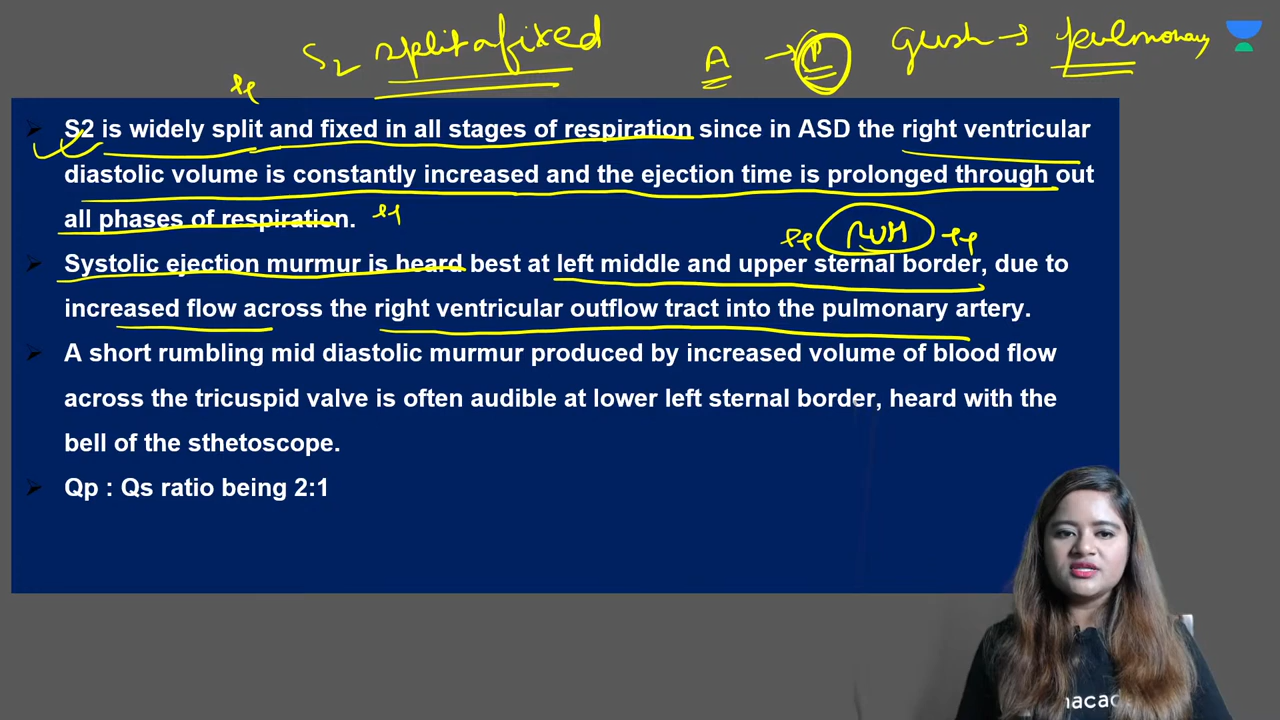 S2 split & fixed A → P gush → pulmonary
S2 is widely split and fixed in all stages of respiration since in ASD the right ventricular
diastolic volume is constantly increased and the ejection time is prolonged through out
all phases of respiration.
RVH
Systolic ejection murmur is heard best at left middle and upper sternal border, due to
increased flow across the right ventricular outflow tract into the pulmonary artery.
A short rumbling mid diastolic murmur produced by increased volume of blood flow
across the tricuspid valve is often audible at lower left sternal border, heard with the
bell of the sthetoscope.
Qp : Qs ratio being 2:1
nacad